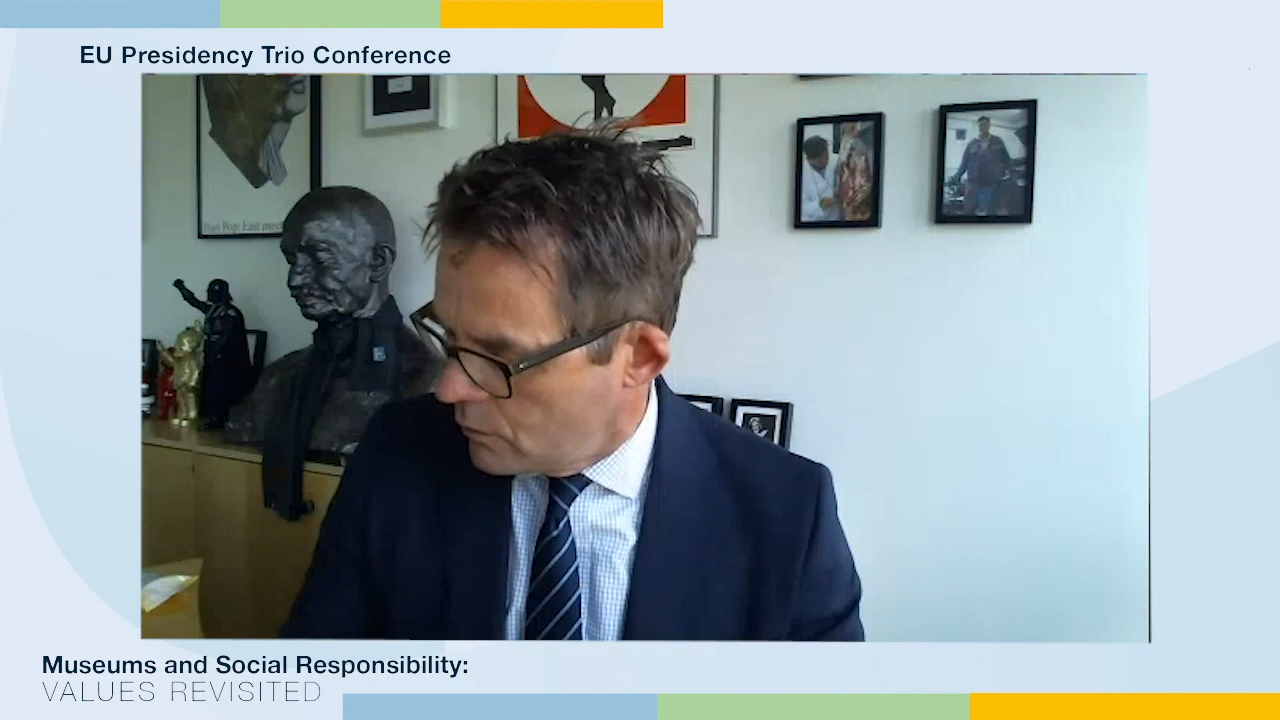 EU Presidency Trio Conference
Museums and Social Responsibility:
VALUES REVISITED